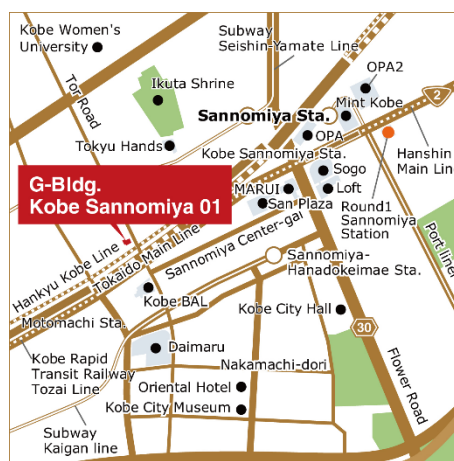 Kobe Women's
University
Subway
Seishin-Yamate Line
Tor Road
Ikuta Shrine
OPA2
Sannomiya Sta.
Mint Kobe
2
OPA
Tokyu Hands
Kobe Sannomiya Sta.
Hanshin
Main Line
Sogo
G-Bldg.
Kobe Sannomiya 01
MARUI
Loft
San Plaza
Round1
Sannomiya
Station
Port liner
Hankyu Kobe Line
Tokaido Main Line
Sannomiya Center-gai
Sannomiya-
Hanadokeimae Sta.
Kobe BAL
Kobe City Hall
Motomachi Sta.
30
Daimaru
Kobe Rapid
Transit Railway
Tozai Line
Nakamachi-dori
Flower Road
Oriental Hotel
Kobe City Museum
Subway
Kaigan line